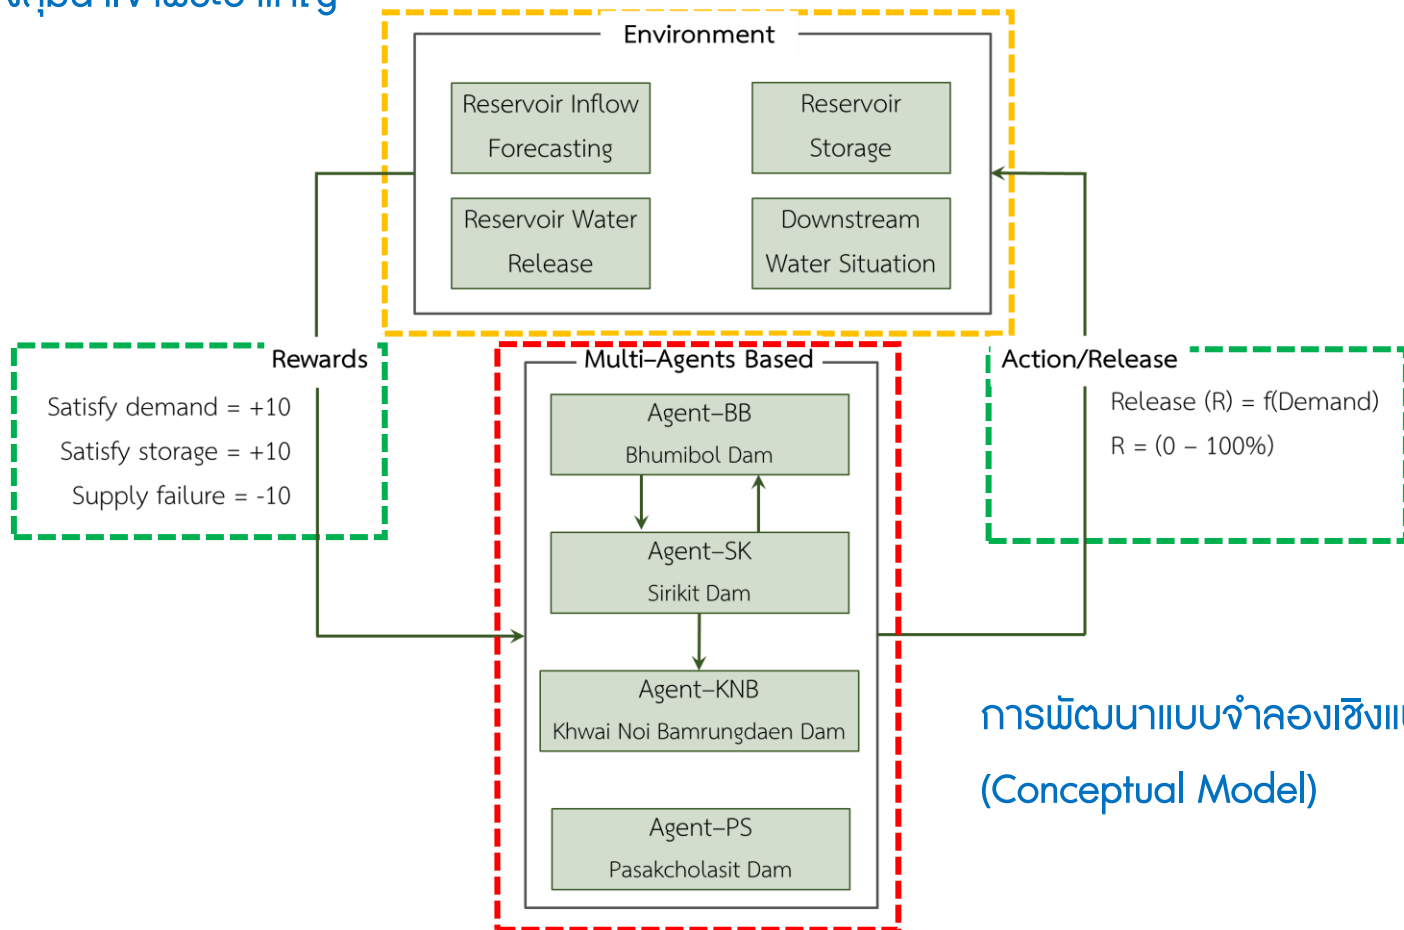 Environment
Reservoir Inflow
Forecasting
Reservoir
Storage
Reservoir Water
Release
Downstream
Water Situation
Rewards
Satisfy demand = +10
Satisfy storage = +10
Supply failure = -10
Multi–Agents Based
Agent–BB
Bhumibol Dam
Agent–SK
Sirikit Dam
Agent–KNB
Khwai Noi Bamrungdaen Dam
Agent–PS
Pasakcholasit Dam
Action/Release
Release (R) = f(Demand)
R = (0 – 100%)
การพัฒนาแบบจำลองเชิง
(Conceptual Model)